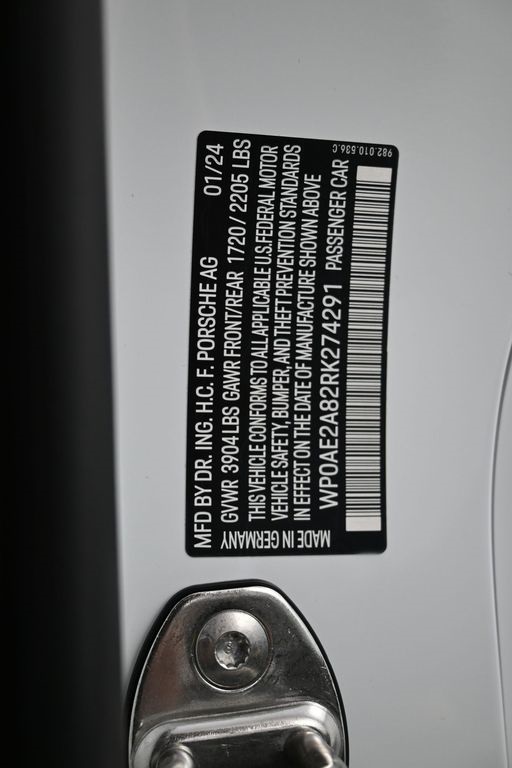 MFD BY DR. ING. H.C. F. PORSCHE AG 01/24
GVWR 3904 LBS GAWR FRONT/REAR 1720 / 2205 LBS
THIS VEHICLE CONFORMS TO ALL APPLICABLE U.S. FEDERAL MOTOR
VEHICLE SAFETY, BUMPER, AND THEFT PREVENTION STANDARDS
IN EFFECT ON THE DATE OF MANUFACTURE SHOWN ABOVE
WP0AE2A82RK274291 PASSENGER CAR
MADE IN GERMANY
982.010.536.C